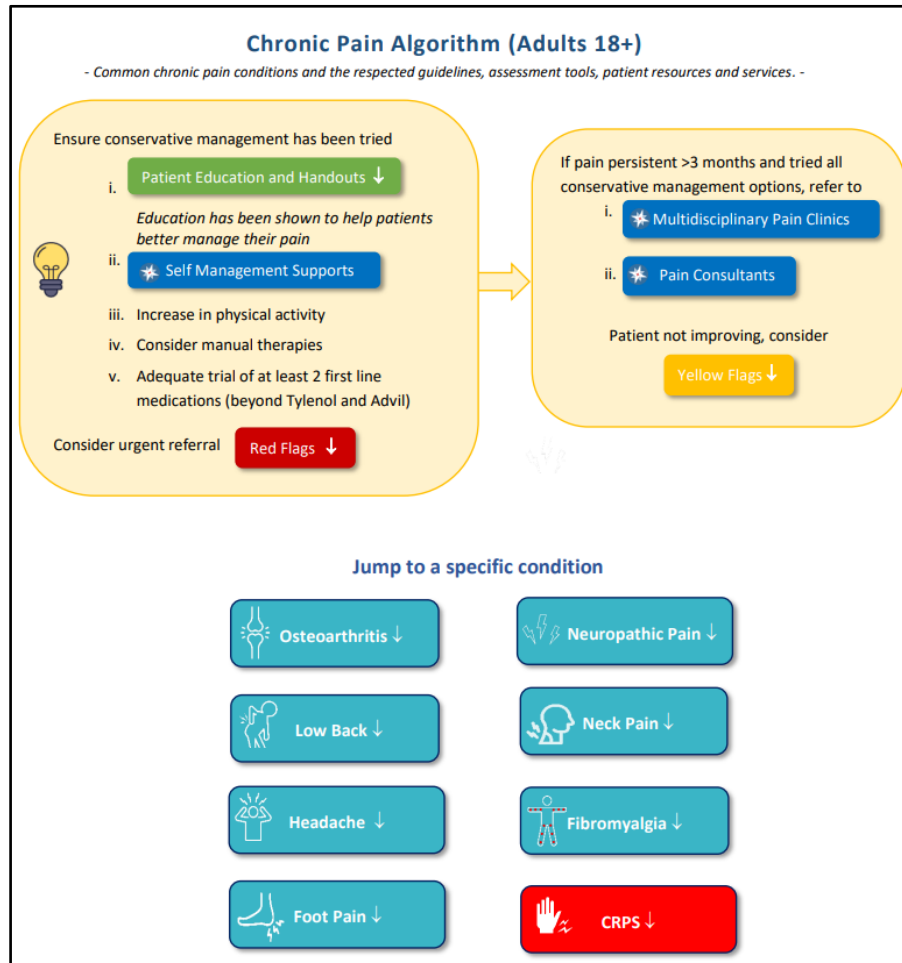 Chronic Pain Algorithm (Adults 18+)
- Common chronic pain conditions and the respected guidelines, assessment tools, patient resources and services. -
Ensure conservative management has been tried
i. Patient Education and Handouts ↓
Education has been shown to help patients
better manage their pain
ii. Self Management Supports
iii. Increase in physical activity
iv. Consider manual therapies
v. Adequate trial of at least 2 first line
medications (beyond Tylenol and Advil)
Consider urgent referral Red Flags ↓
If pain persistent >3 months and tried all
conservative management options, refer to
i. Multidisciplinary Pain Clinics
ii. Pain Consultants
Patient not improving, consider
Yellow Flags ↓
Jump to a specific condition
Osteoarthritis ↓
Neuropathic Pain ↓
Low Back ↓
Neck Pain ↓
Headache ↓
Fibromyalgia ↓
Foot Pain ↓
CRPS ↓